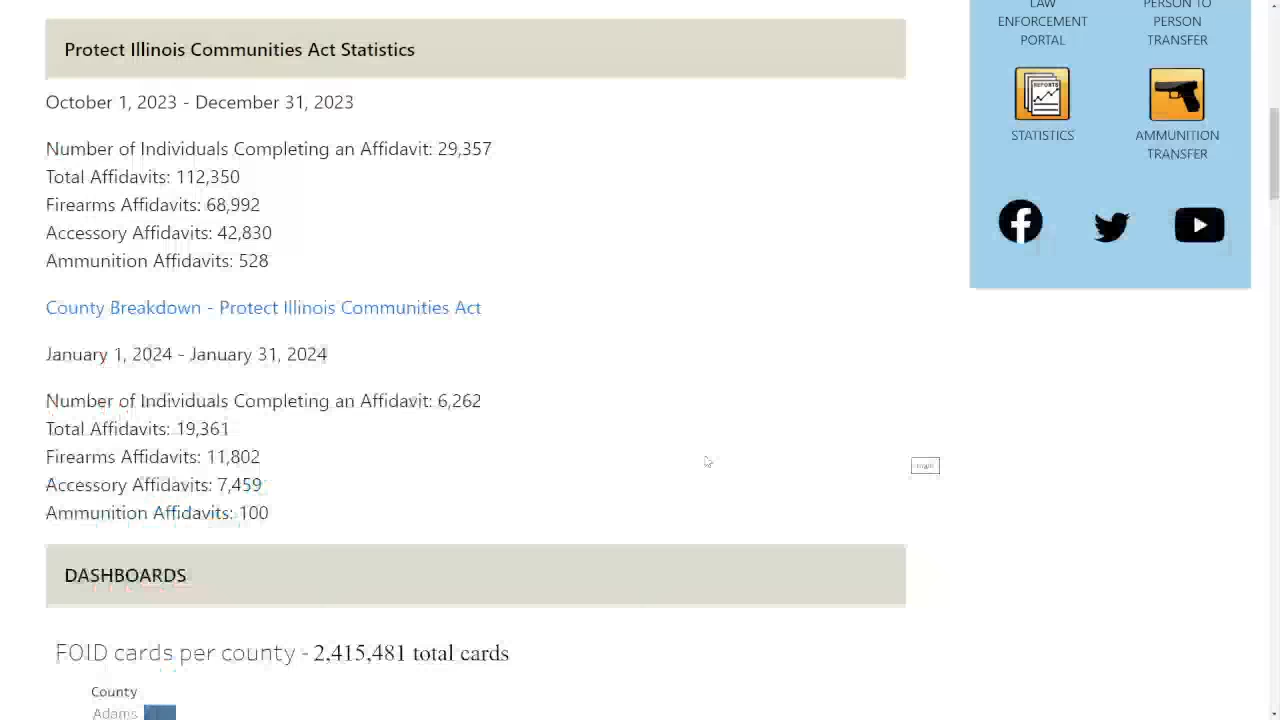 Protect Illinois Communities Act Statistics
October 1, 2023 - December 31, 2023
Number of Individuals Completing an Affidavit: 29,357
Total Affidavits: 112,350
Firearms Affidavits: 68,992
Accessory Affidavits: 42,830
Ammunition Affidavits: 528
County Breakdown - Protect Illinois Communities Act
January 1, 2024 - January 31, 2024
Number of Individuals Completing an Affidavit: 6,262
Total Affidavits: 19,361
Firearms Affidavits: 11,802
Accessory Affidavits: 7,459
Ammunition Affidavits: 100
DASHBOARDS
FOID cards per county - 2,415,481 total cards
County
Adams
LAW
ENFORCEMENT
PORTAL
PERSON TO
PERSON
TRANSFER
REPORTS
STATISTICS
AMMUNITION
TRANSFER